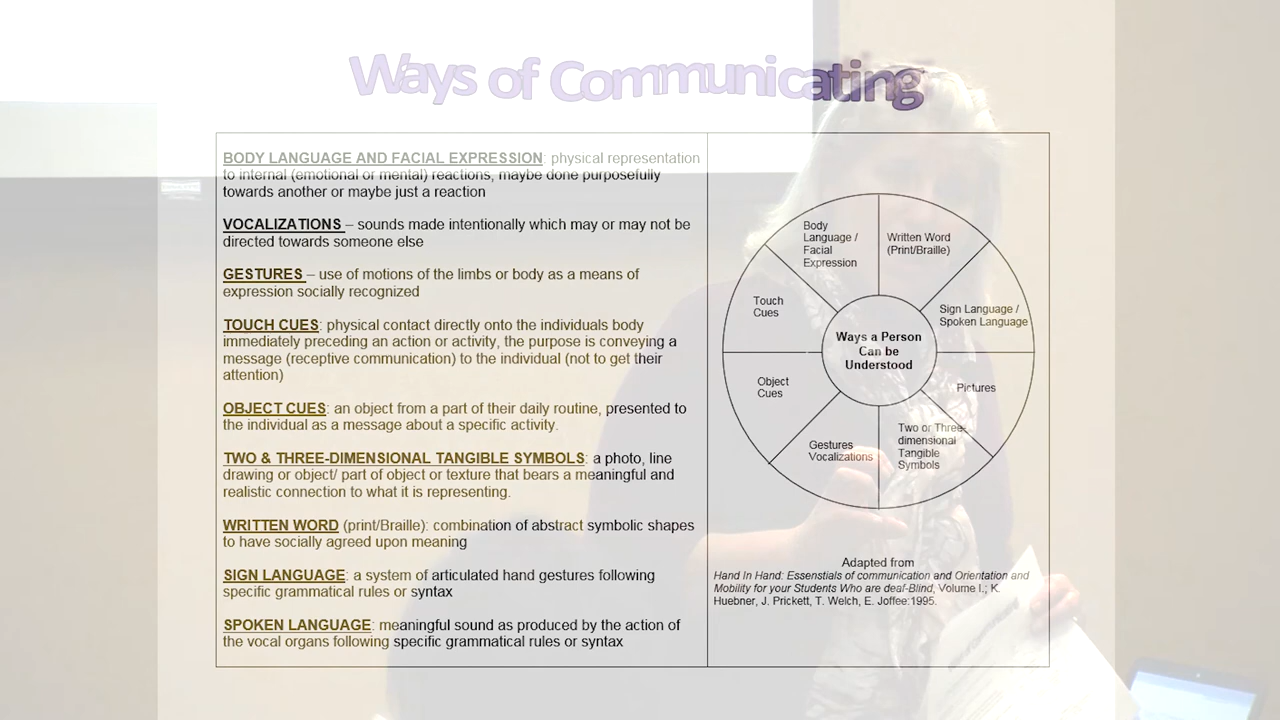 Ways of Communicating
BODY LANGUAGE AND FACIAL EXPRESSION: physical representation
to internal (emotional or mental) reactions, maybe done purposefully
towards another or maybe just a reaction
VOCALIZATIONS – sounds made intentionally which may or may not be
directed towards someone else
GESTURES – use of motions of the limbs or body as a means of
expression socially recognized
TOUCH CUES: physical contact directly onto the individuals body
immediately preceding an action or activity, the purpose is conveying a
message (receptive communication) to the individual (not to get their
attention)
OBJECT CUES: an object from a part of their daily routine, presented to
the individual as a message about a specific activity.
TWO & THREE-DIMENSIONAL TANGIBLE SYMBOLS: a photo, line
drawing or object/ part of object or texture that bears a meaningful and
realistic connection to what it is representing.
WRITTEN WORD (print/Braille): combination of abstract symbolic shapes
to have socially agreed upon meaning
SIGN LANGUAGE: a system of articulated hand gestures following
specific grammatical rules or syntax
SPOKEN LANGUAGE: meaningful sound as produced by the action of
the vocal organs following specific grammatical rules or syntax
Body
Language /
Facial
Expression
Written Word
(Print/Braille)
Sign Language /
Spoken Language
Pictures
Two or Three-
dimensional
Tangible
Symbols
Gestures
Vocalizations
Object
Cues
Touch
Cues
Ways a Person
Can be
Understood
Adapted from
Hand In Hand: Essenstials of communication and Orientation and
Mobility for your Students Who are deaf-Blind, Volume I.; K.
Huebner, J. Prickett, T. Welch, E. Joffee:1995.